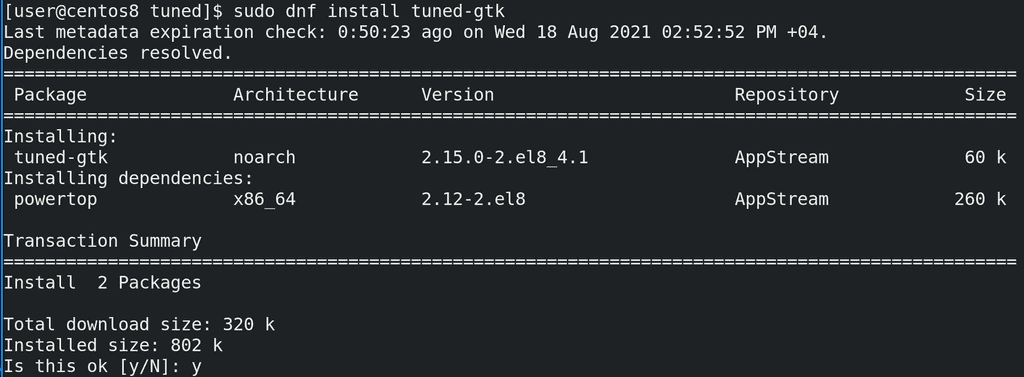 [user@centos8 tuned]$ sudo dnf install tuned-gtk
Last metadata expiration check: 0:50:23 ago on Wed 18 Aug 2021 02:52:52 PM +04.
Dependencies resolved.
================================================================================
 Package              Architecture      Version                       Repository            Size
================================================================================
Installing:
 tuned-gtk            noarch            2.15.0-2.el8_4.1              AppStream             60 k
Installing dependencies:
 powertop             x86_64            2.12-2.el8                    AppStream            260 k

Transaction Summary
================================================================================
Install  2 Packages

Total download size: 320 k
Installed size: 802 k
Is this ok [y/N]: y